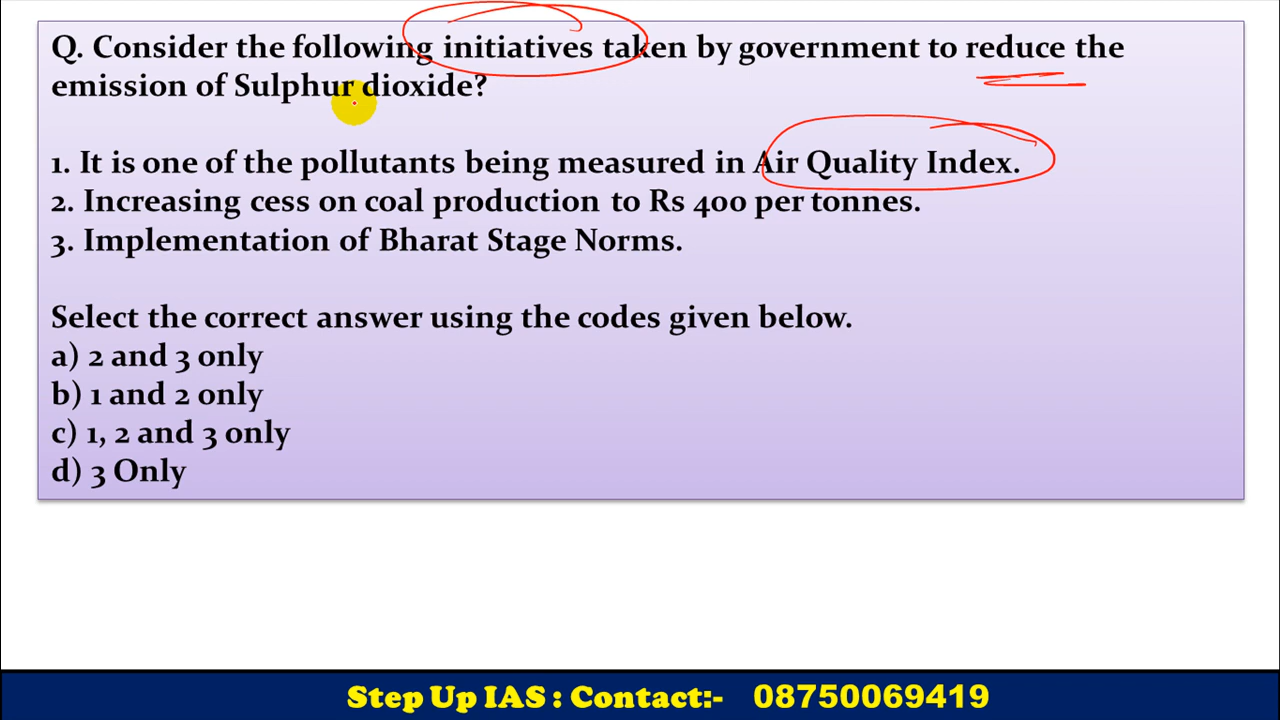 Q. Consider the following initiatives taken by government to reduce the
emission of Sulphur dioxide?
1. It is one of the pollutants being measured in Air Quality Index.
2. Increasing cess on coal production to Rs 400 per tonnes.
3. Implementation of Bharat Stage Norms.
Select the correct answer using the codes given below.
a) 2 and 3 only
b) 1 and 2 only
c) 1, 2 and 3 only
d) 3 Only
Step Up IAS : Contact:- 08750069419